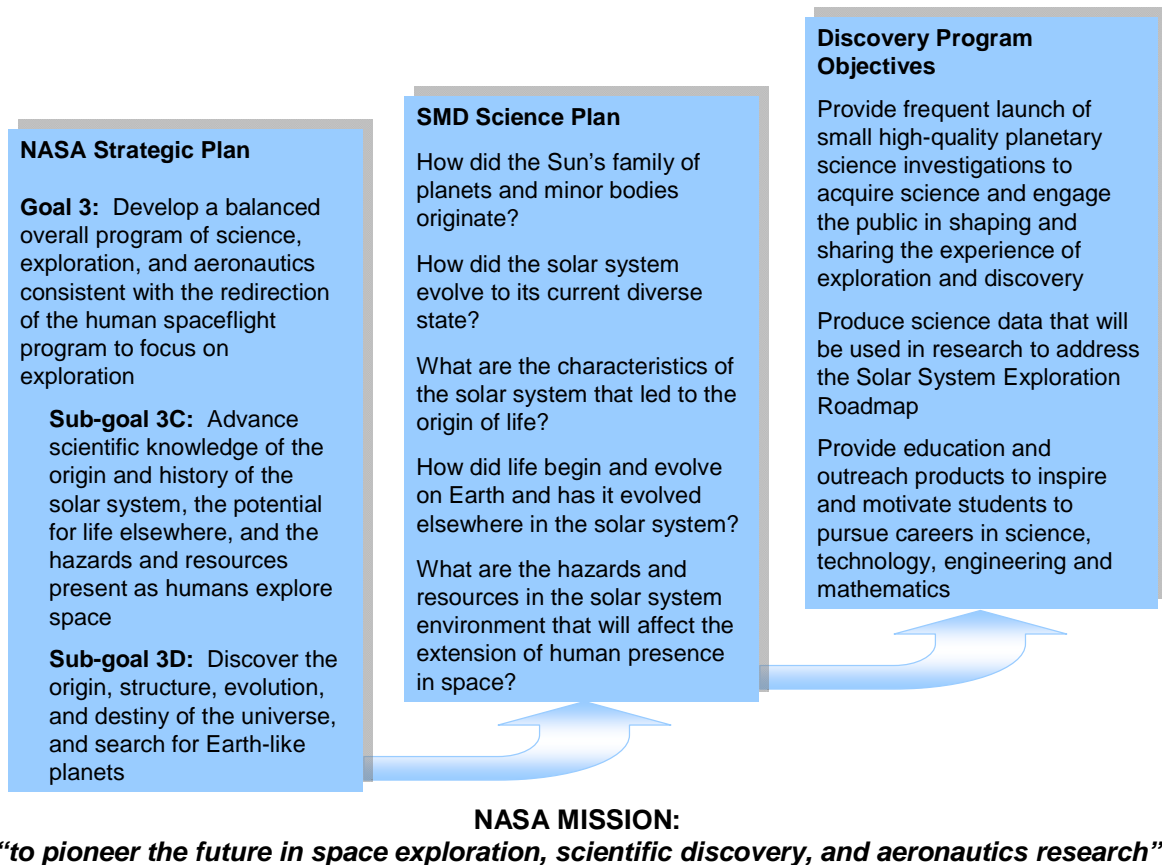 NASA Strategic Plan
Goal 3:  Develop a balanced
overall program of science,
exploration, and aeronautics
consistent with the redirection
of the human spaceflight
program to focus on
exploration
Sub-goal 3C:  Advance
scientific knowledge of the
origin and history of the
solar system, the potential
for life elsewhere, and the
hazards and resources
present as humans explore
space
Sub-goal 3D:  Discover the
origin, structure, evolution,
and destiny of the universe,
and search for Earth-like
planets
SMD Science Plan
How did the Sun’s family of
planets and minor bodies
originate?
How did the solar system
evolve to its current diverse
state?
What are the characteristics of
the solar system that led to the
origin of life?
How did life begin and evolve
on Earth and has it evolved
elsewhere in the solar system?
What are the hazards and
resources in the solar system
environment that will affect the
extension of human presence
in space?
Discovery Program
Objectives
Provide frequent launch of
small high-quality planetary
science investigations to
acquire science and engage
the public in shaping and
sharing the experience of
exploration and discovery
Produce science data that will
be used in research to address
the Solar System Exploration
Roadmap
Provide education and
outreach products to inspire
and motivate students to
pursue careers in science,
technology, engineering and
mathematics
NASA MISSION:
“to pioneer the future in space exploration, scientific discovery, and aeronautics research”